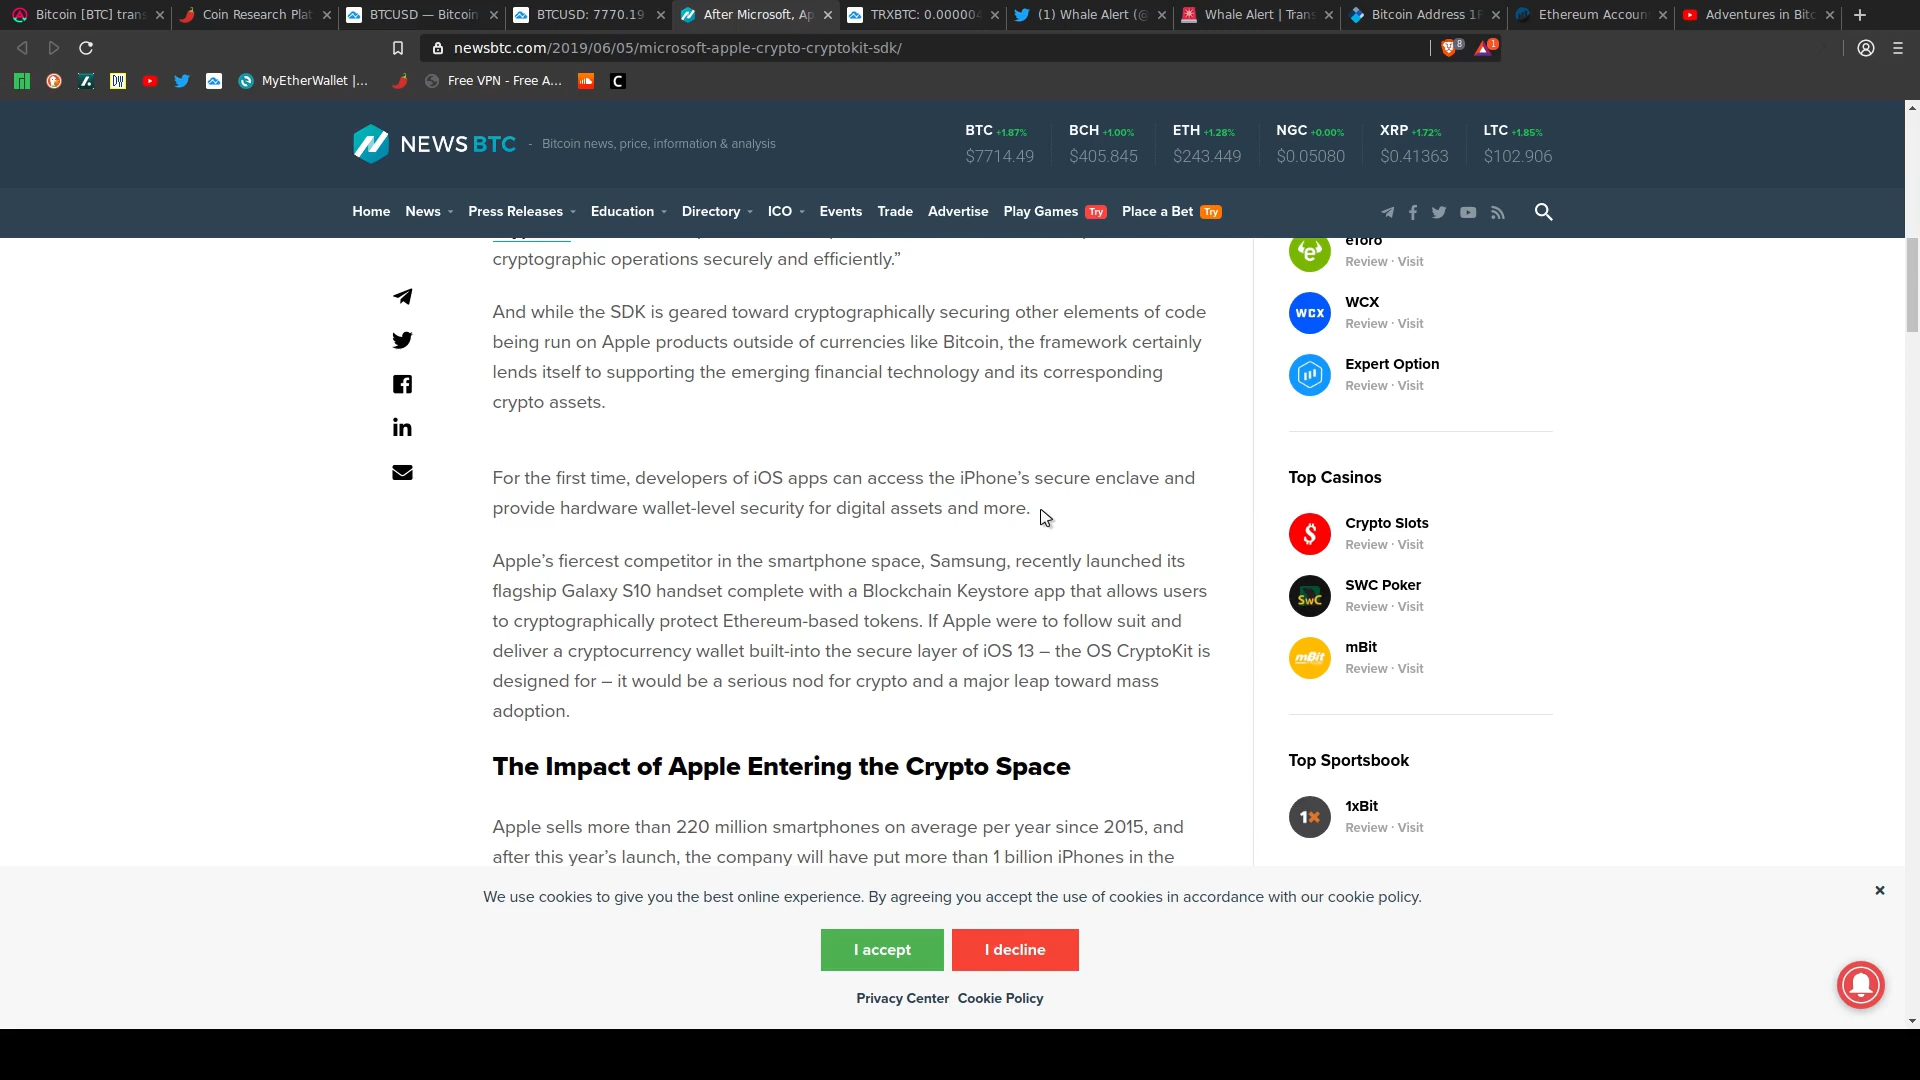 Bitcoin [BTC] trans
Coin Research Plat
BTCUSD — Bitcoin
BTCUSD: 7770.19
After Microsoft, Ap
TRXBTC: 0.000004
(1) Whale Alert (@
Whale Alert | Trans
Bitcoin Address 1F
Ethereum Accoun
Adventures in Bitc
newsbtc.com/2019/06/05/microsoft-apple-crypto-cryptokit-sdk/
8
1
MyEtherWallet |...
Free VPN - Free A...
NEWSBTC - Bitcoin news, price, information & analysis
BTC +1.87% BCH +1.00% ETH +1.28% NGC +0.00% XRP +1.72% LTC +1.85%
$7714.49 $405.845 $243.449 $0.05080 $0.41363 $102.906
Home News Press Releases Education Directory ICO Events Trade Advertise Play Games Try Place a Bet Try
cryptographic operations securely and efficiently.”
And while the SDK is geared toward cryptographically securing other elements of code
being run on Apple products outside of currencies like Bitcoin, the framework certainly
lends itself to supporting the emerging financial technology and its corresponding
crypto assets.
For the first time, developers of iOS apps can access the iPhone’s secure enclave and
provide hardware wallet-level security for digital assets and more.
Apple’s fiercest competitor in the smartphone space, Samsung, recently launched its
flagship Galaxy S10 handset complete with a Blockchain Keystore app that allows users
to cryptographically protect Ethereum-based tokens. If Apple were to follow suit and
deliver a cryptocurrency wallet built-into the secure layer of iOS 13 – the OS CryptoKit is
designed for – it would be a serious nod for crypto and a major leap toward mass
adoption.
The Impact of Apple Entering the Crypto Space
Apple sells more than 220 million smartphones on average per year since 2015, and
after this year’s launch, the company will have put more than 1 billion iPhones in the
eToro
Review · Visit
WCX
WCX
Review · Visit
Expert Option
Review · Visit
Top Casinos
Crypto Slots
Review · Visit
SWC Poker
SwC
Review · Visit
mBit
mBit
Review · Visit
Top Sportsbook
1xBit
1x
Review · Visit
We use cookies to give you the best online experience. By agreeing you accept the use of cookies in accordance with our cookie policy.
I accept
I decline
Privacy Center Cookie Policy